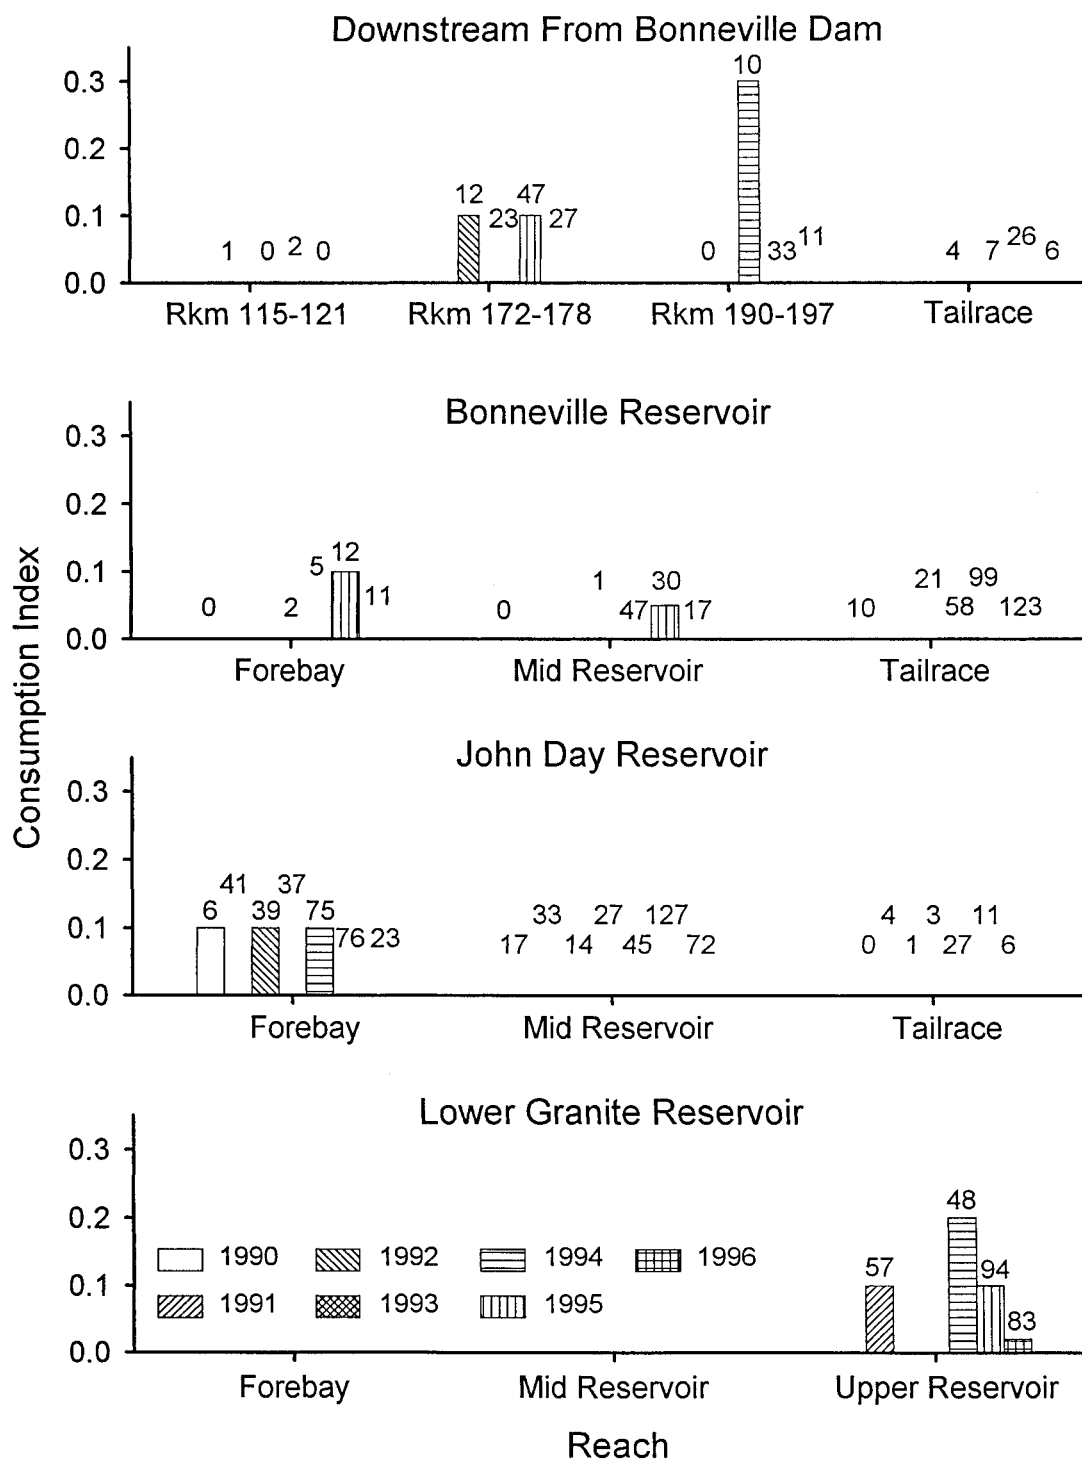 Downstream From Bonneville Dam
0.3
0.2
0.1
0.0
1 0 2 0
12 23 47 27
0 10 33 11
4 7 26 6
Rkm 115-121 Rkm 172-178 Rkm 190-197 Tailrace
Bonneville Reservoir
0.3
0.2
0.1
0.0
0 2 5 12 11
0 1 47 30 17
10 21 58 99 123
Forebay Mid Reservoir Tailrace
Consumption Index
John Day Reservoir
0.3
0.2
0.1
0.0
6 41 39 37 75 76 23
17 33 14 27 45 127 72
0 4 1 3 27 11 6
Forebay Mid Reservoir Tailrace
Lower Granite Reservoir
0.3
0.2
0.1
0.0
1990 1992 1994 1996
1991 1993 1995
57 48 94 83
Forebay Mid Reservoir Upper Reservoir
Reach